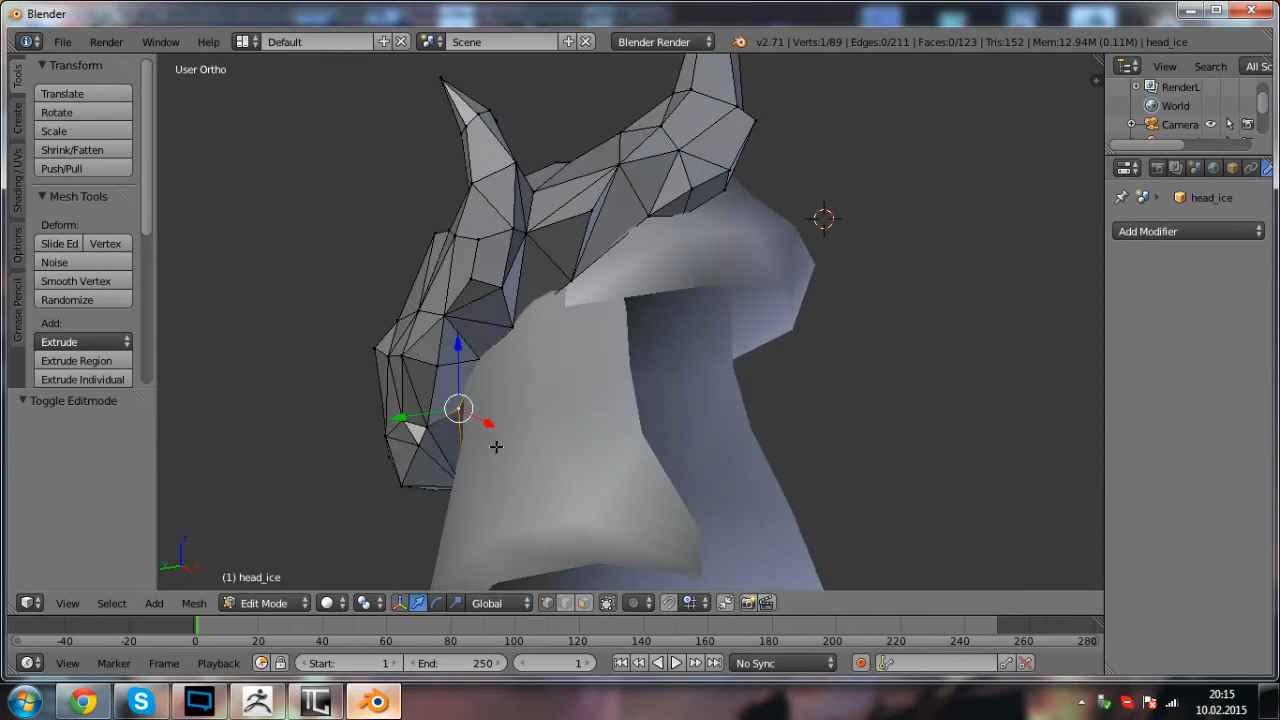 Blender
File Render Window Help Default Scene Blender Render v2.71 | Verts:1/89 | Edges:0/211 | Faces:0/123 | Tris:152 | Mem:12.94M (0.11M) | head_ice
Tools
Create
Shading / UVs
Options
Grease Pencil
Transform
Translate
Rotate
Scale
Shrink/Fatten
Push/Pull
Mesh Tools
Deform:
Slide Ed Vertex
Noise
Smooth Vertex
Randomize
Add:
Extrude
Extrude Region
Extrude Individual
Toggle Editmode
User Ortho
(1) head_ice
View Search All Sc
RenderL
World
Camera
head_ice
Add Modifier
View Select Add Mesh Edit Mode Global
-40 -20 0 20 40 60 80 100 120 140 160 180 200 220 240 260 280
View Marker Frame Playback Start: 1 End: 250 1 No Sync
20:15
10.02.2015